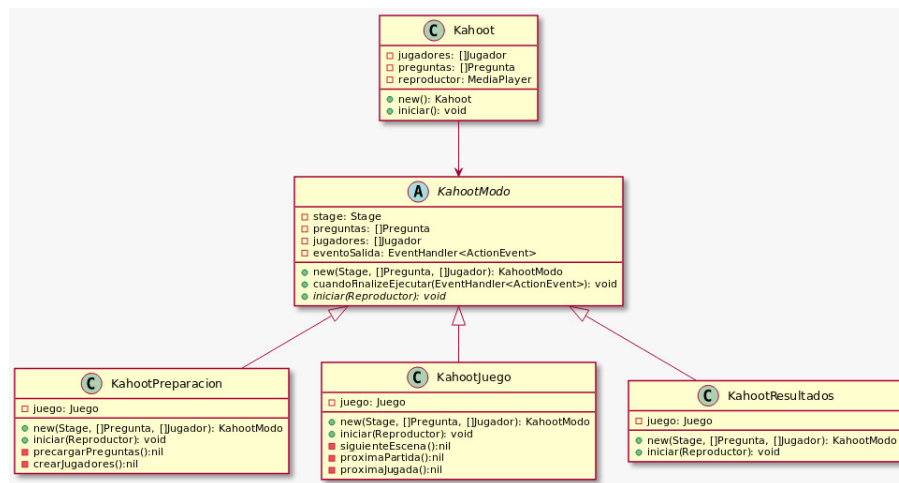 C Kahoot
jugadores: []Jugador
preguntas: []Pregunta
reproductor: MediaPlayer
new(): Kahoot
iniciar(): void
A KahootModo
stage: Stage
preguntas: []Pregunta
jugadores: []Jugador
eventoSalida: EventHandler<ActionEvent>
new(Stage, []Pregunta, []Jugador): KahootModo
cuandoFinalizeEjecutar(EventHandler<ActionEvent>): void
iniciar(Reproductor): void
C KahootPreparacion
juego: Juego
new(Stage, []Pregunta, []Jugador): KahootModo
iniciar(Reproductor): void
precargarPreguntas():nil
crearJugadores():nil
C KahootJuego
juego: Juego
new(Stage, []Pregunta, []Jugador): KahootModo
iniciar(Reproductor): void
siguienteEscena():nil
proximaPartida():nil
proximaJugada():nil
C KahootResultados
juego: Juego
new(Stage, []Pregunta, []Jugador): KahootModo
iniciar(Reproductor): void